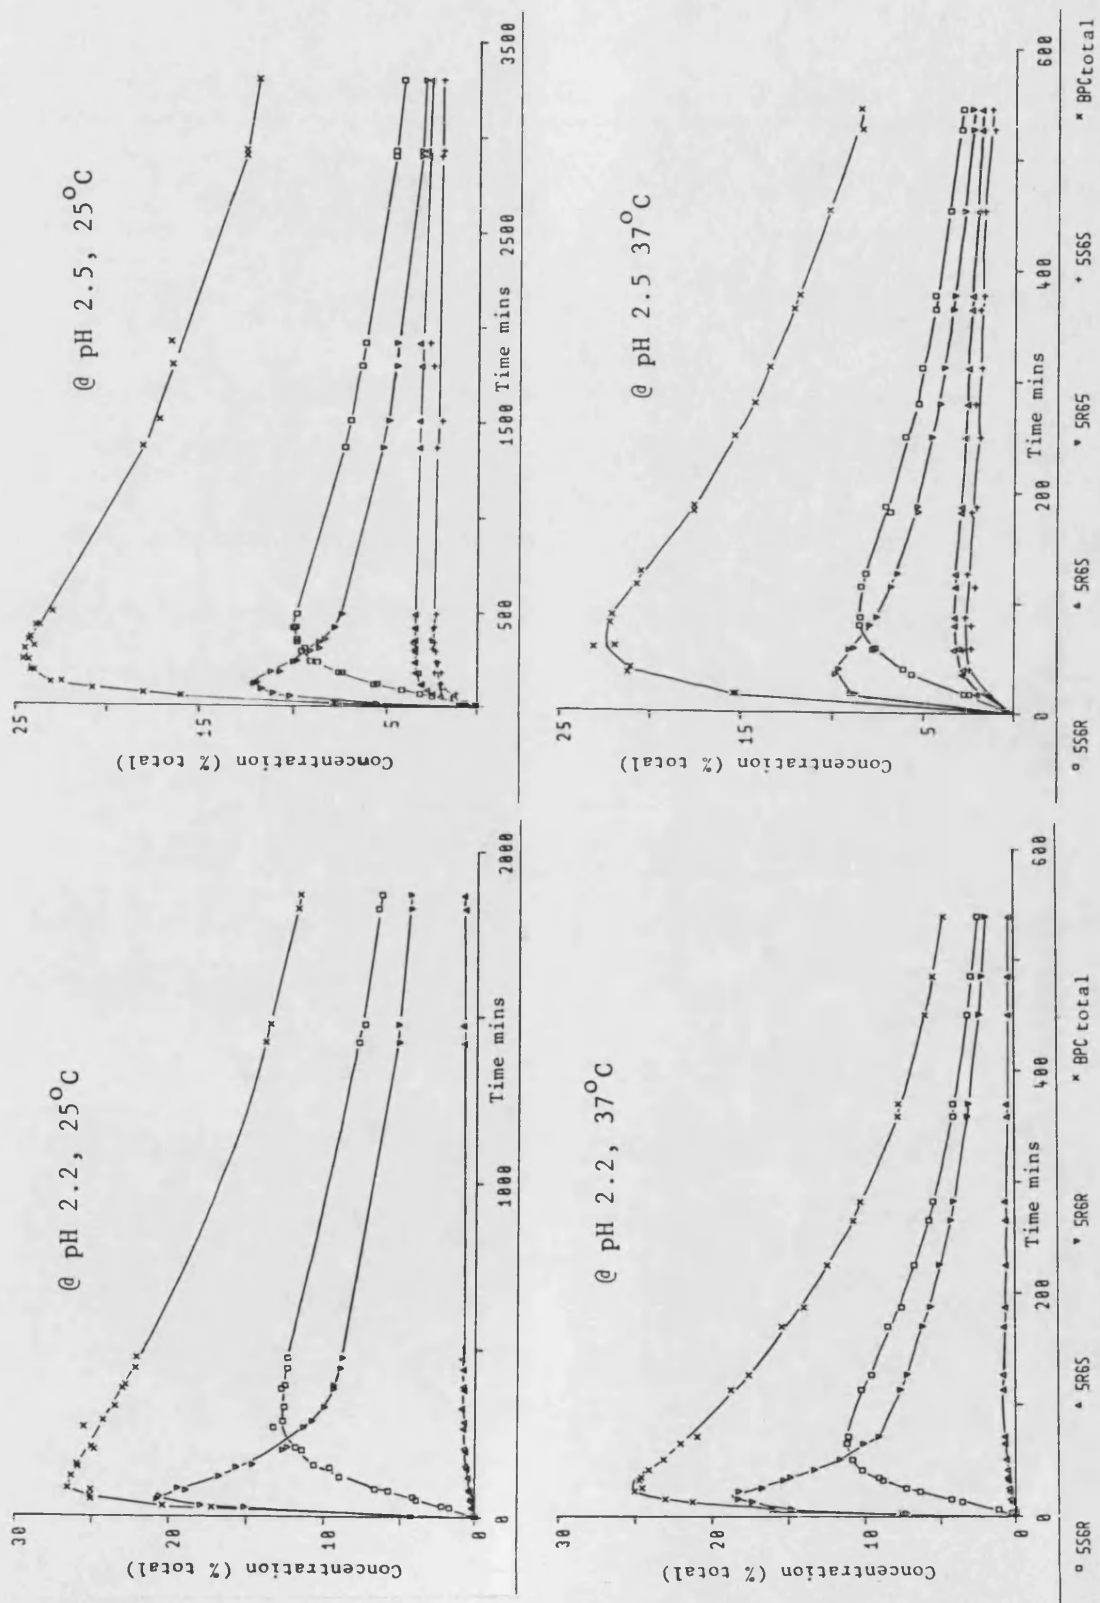 @ pH 2.2, 25°C
Concentration (% total)
30
20
10
0
1000
2000
Time mins
@ pH 2.5, 25°C
Concentration (% total)
25
15
5
500
1500
2500
3500
Time mins
@ pH 2.2, 37°C
Concentration (% total)
30
20
10
0
200
400
600
Time mins
@ pH 2.5 37°C
Concentration (% total)
25
15
5
0
200
400
600
Time mins
□ 5S6R ▲ 5R6S ▼ 5R6R × BPC total
□ 5S6R ▲ 5R6S ▼ 5R6S + 5S6S × BPC total